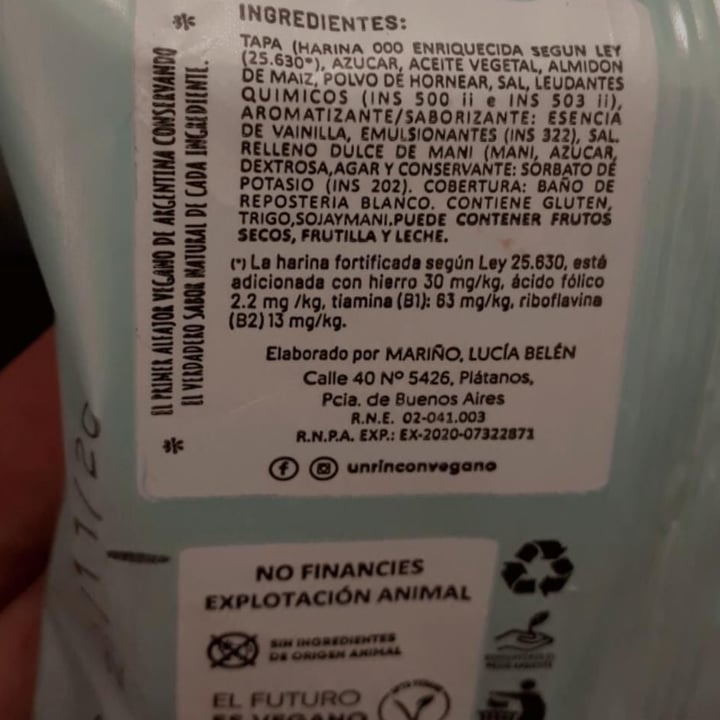 INGREDIENTES:
TAPA (HARINA 000 ENRIQUECIDA SEGUN LEY
(25.630*), AZUCAR, ACEITE VEGETAL, ALMIDON
DE MAIZ, POLVO DE HORNEAR, SAL, LEUDANTES
QUIMICOS (INS 500 ii e INS 503 ii),
AROMATIZANTE/SABORIZANTE: ESENCIA
DE VAINILLA, EMULSIONANTES (INS 322), SAL.
RELLENO DULCE DE MANI (MANI, AZUCAR,
DEXTROSA,AGAR Y CONSERVANTE: SORBATO DE
POTASIO (INS 202). COBERTURA: BAÑO DE
REPOSTERIA BLANCO. CONTIENE GLUTEN,
TRIGO,SOJAYMANI.PUEDE CONTENER FRUTOS
SECOS, FRUTILLA Y LECHE.
(*) La harina fortificada según Ley 25.630, está
adicionada con hierro 30 mg/kg, ácido fólico
2.2 mg /kg, tiamina (B1): 63 mg/kg, riboflavina
(B2) 13 mg/kg.
Elaborado por MARIÑO, LUCÍA BELÉN
Calle 40 Nº 5426, Plátanos,
Pcia. de Buenos Aires
R.N.E. 02-041.003
R.N.P.A. EXP.: EX-2020-07322871
unrinconvegano
EL PRIMER ALFAJOR VEGANO DE ARGENTINA CONSERVANDO
EL VERDADERO SABOR NATURAL DE CADA INGREDIENTE.
11/20
NO FINANCIES
EXPLOTACIÓN ANIMAL
SIN INGREDIENTES
DE ORIGEN ANIMAL
EL FUTURO
ES VEGANO